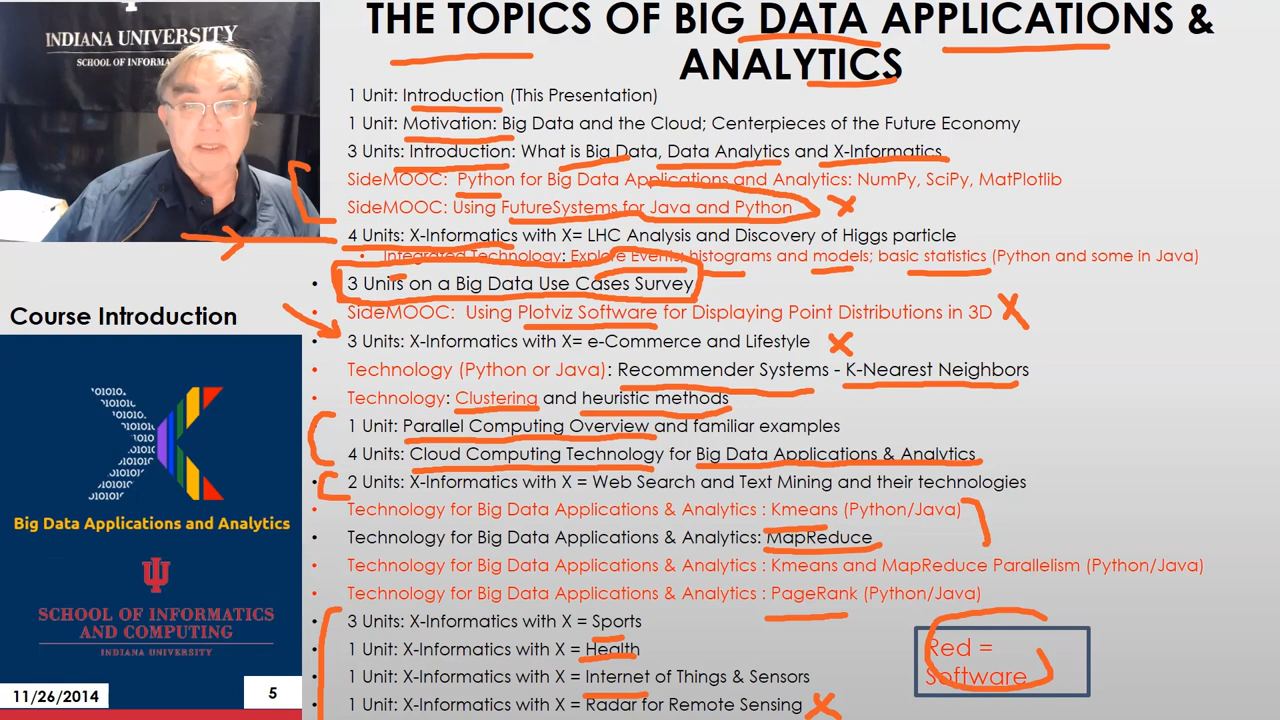 THE TOPICS OF BIG DATA APPLICATIONS &
ANALYTICS
INDIANA UNIVERSITY
SCHOOL OF INFORMA
1 Unit: Introduction (This Presentation)
1 Unit: Motivation: Big Data and the Cloud; Centerpieces of the Future Economy
3 Units: Introduction: What is Big Data, Data Analytics and X-Informatics
SideMOOC: Python for Big Data Applications and Analytics: NumPy, SciPy, MatPlotlib
SideMOOC: Using FutureSystems for Java and Python
4 Units: X-Informatics with X= LHC Analysis and Discovery of Higgs particle
• Integrated Technology: Explore Events; histograms and models; basic statistics (Python and some in Java)
• 3 Units on a Big Data Use Cases Survey
• SideMOOC: Using Plotviz Software for Displaying Point Distributions in 3D
• 3 Units: X-Informatics with X= e-Commerce and Lifestyle
• Technology (Python or Java): Recommender Systems - K-Nearest Neighbors
• Technology: Clustering and heuristic methods
• 1 Unit: Parallel Computing Overview and familiar examples
• 4 Units: Cloud Computing Technology for Big Data Applications & Analytics
• 2 Units: X-Informatics with X = Web Search and Text Mining and their technologies
• Technology for Big Data Applications & Analytics : Kmeans (Python/Java)
• Technology for Big Data Applications & Analytics: MapReduce
• Technology for Big Data Applications & Analytics : Kmeans and MapReduce Parallelism (Python/Java)
• Technology for Big Data Applications & Analytics : PageRank (Python/Java)
• 3 Units: X-Informatics with X = Sports
• 1 Unit: X-Informatics with X = Health
• 1 Unit: X-Informatics with X = Internet of Things & Sensors
• 1 Unit: X-Informatics with X = Radar for Remote Sensing
Red =
Software
Course Introduction
101010..
101010...
101010....
101010....
101010....
101010....
101010...
101010..
Big Data Applications and Analytics
SCHOOL OF INFORMATICS
AND COMPUTING
INDIANA UNIVERSITY
11/26/2014
5